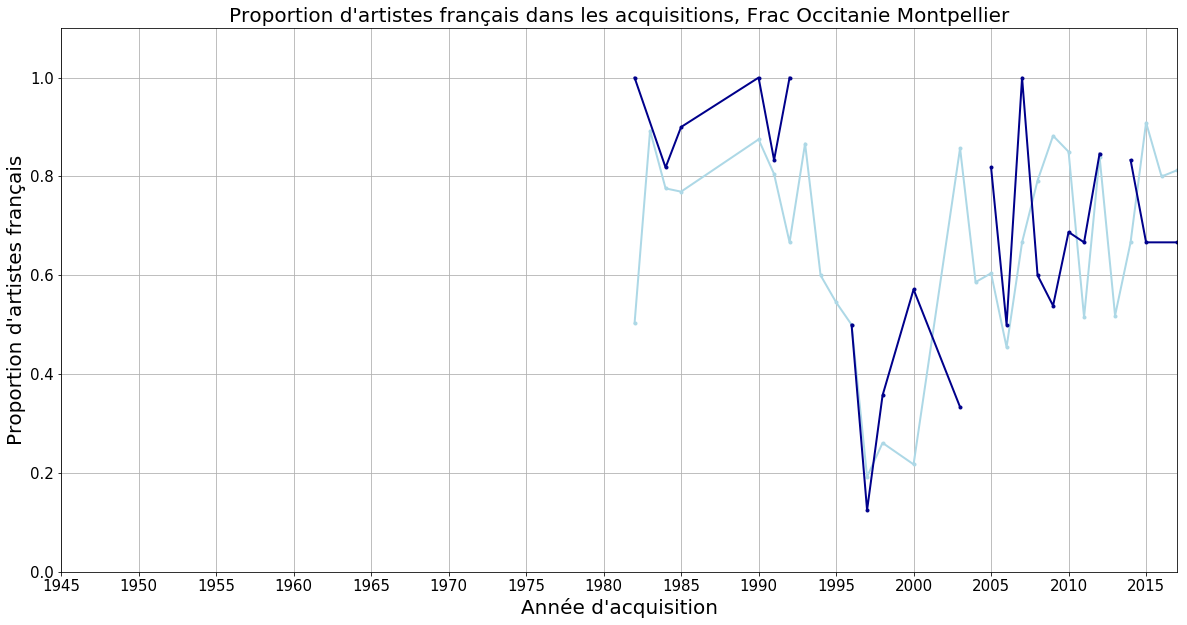 Proportion d'artistes français dans les acquisitions, Frac Occitanie Montpellier
Proportion d'artistes français
1.0
0.8
0.6
0.4
0.2
0.0
1945 1950 1955 1960 1965 1970 1975 1980 1985 1990 1995 2000 2005 2010 2015
Année d'acquisition